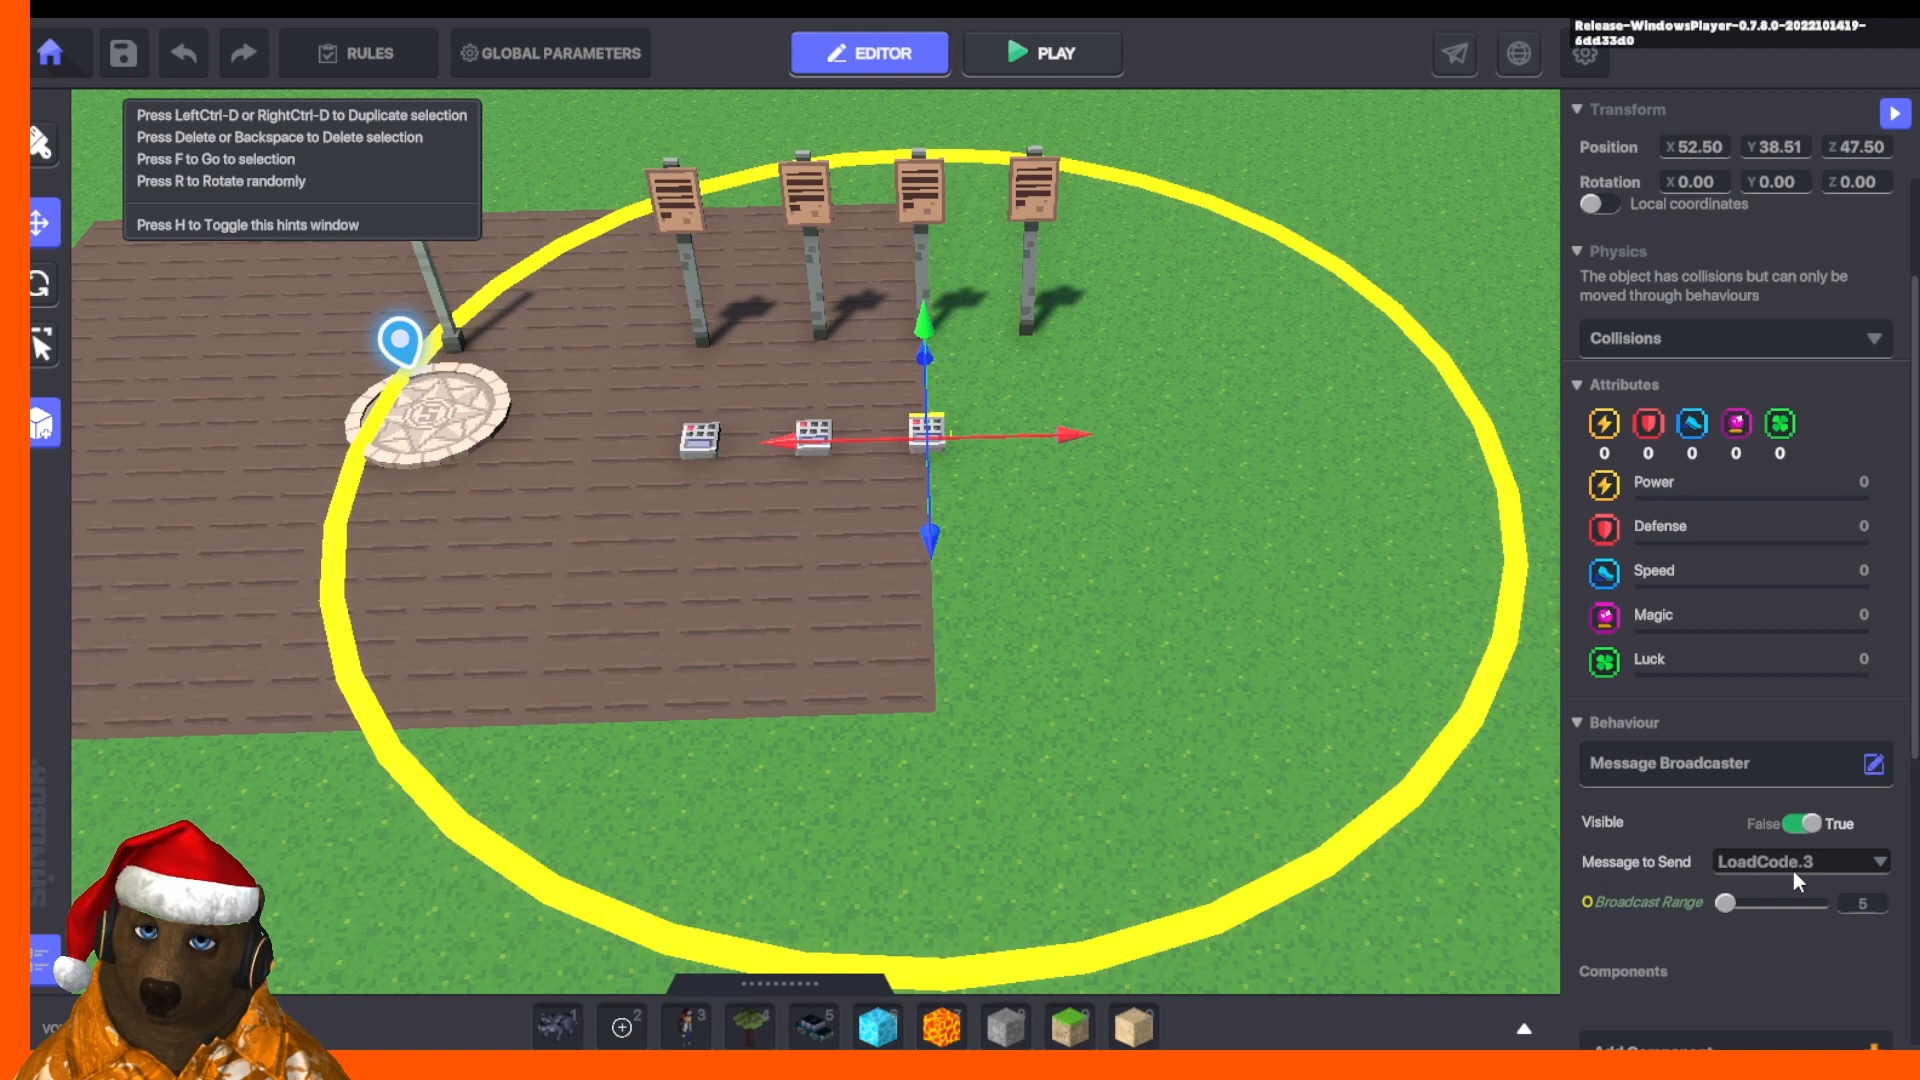 Release-WindowsPlayer-0.7.8.0-2022101419-
6dd33d0
RULES
GLOBAL PARAMETERS
EDITOR
PLAY
Press LeftCtrl-D or RightCtrl-D to Duplicate selection
Press Delete or Backspace to Delete selection
Press F to Go to selection
Press R to Rotate randomly
Press H to Toggle this hints window
Transform
Position X 52.50 Y 38.51 Z 47.50
Rotation X 0.00 Y 0.00 Z 0.00
Local coordinates
Physics
The object has collisions but can only be
moved through behaviours
Collisions
Attributes
0 0 0 0 0
Power 0
Defense 0
Speed 0
Magic 0
Luck 0
Behaviour
Message Broadcaster
Visible False True
Message to Send LoadCode.3
Broadcast Range 5
Components
1 2 3 4 5